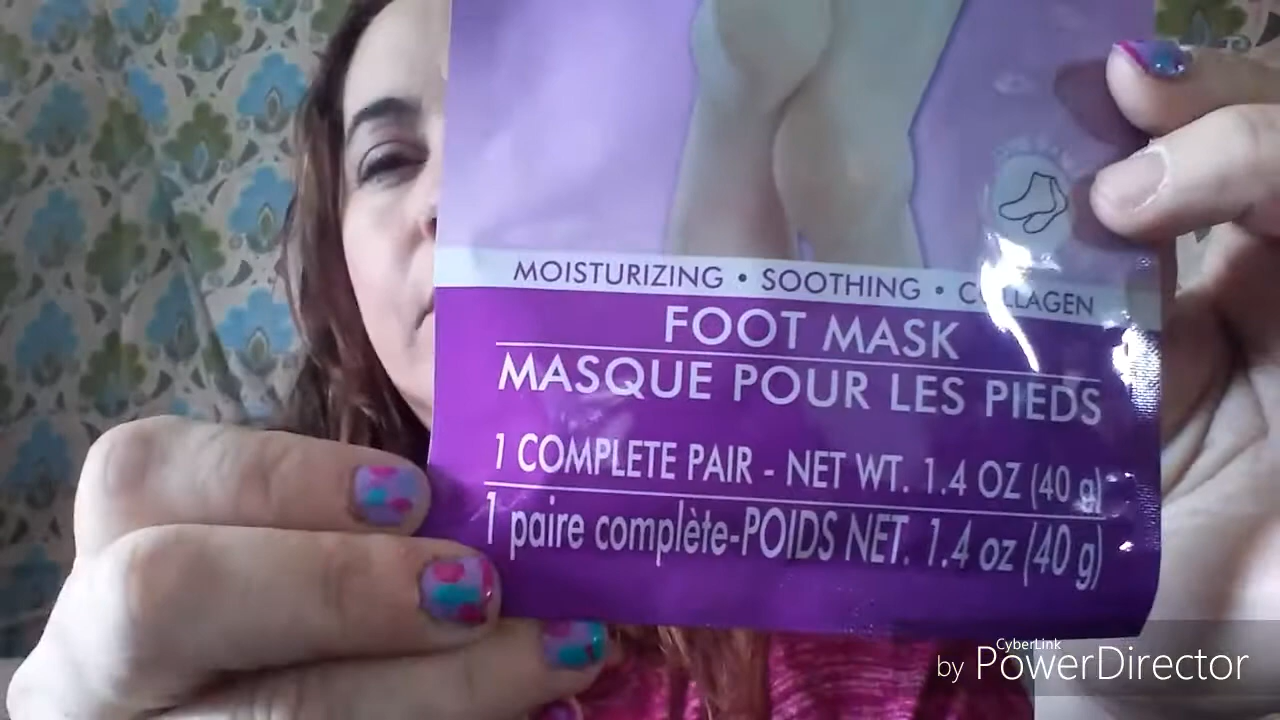 MOISTURIZING • SOOTHING • COLLAGEN
FOOT MASK
MASQUE POUR LES PIEDS
1 COMPLETE PAIR - NET WT. 1.4 OZ (40 g)
1 paire complète-POIDS NET. 1.4 oz (40 g)
CyberLink
by PowerDirector